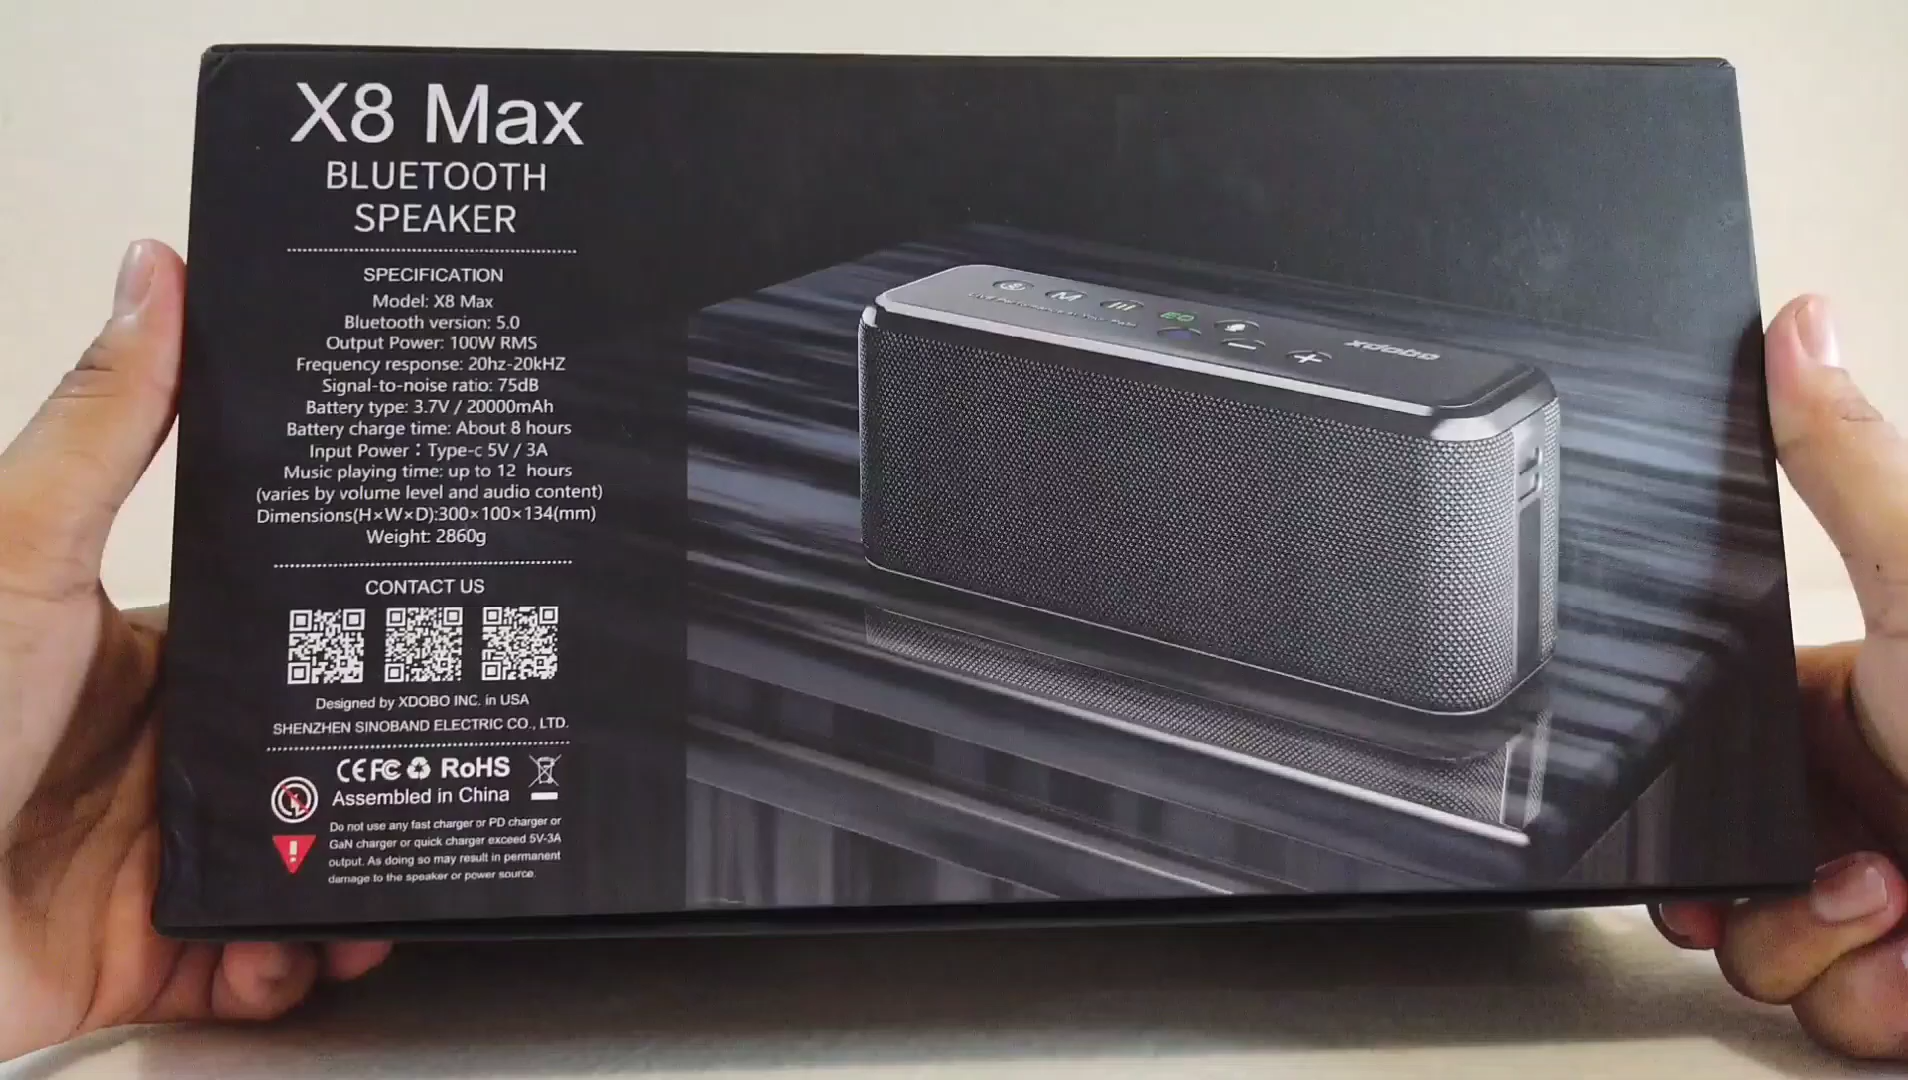 X8 Max
BLUETOOTH
SPEAKER
SPECIFICATION
Model: X8 Max
Bluetooth version: 5.0
Output Power: 100W RMS
Frequency response: 20hz-20kHZ
Signal-to-noise ratio: 75dB
Battery type: 3.7V / 20000mAh
Battery charge time: About 8 hours
Input Power：Type-c 5V / 3A
Music playing time: up to 12 hours
(varies by volume level and audio content)
Dimensions(H×W×D):300×100×134(mm)
Weight: 2860g
CONTACT US
Designed by XDOBO INC. in USA
SHENZHEN SINOBAND ELECTRIC CO., LTD.
CE FC RoHS
Assembled in China
Do not use any fast charger or PD charger or
GaN charger or quick charger exceed 5V-3A
output. As doing so may result in permanent
damage to the speaker or power source.
M
EQ
xdobo